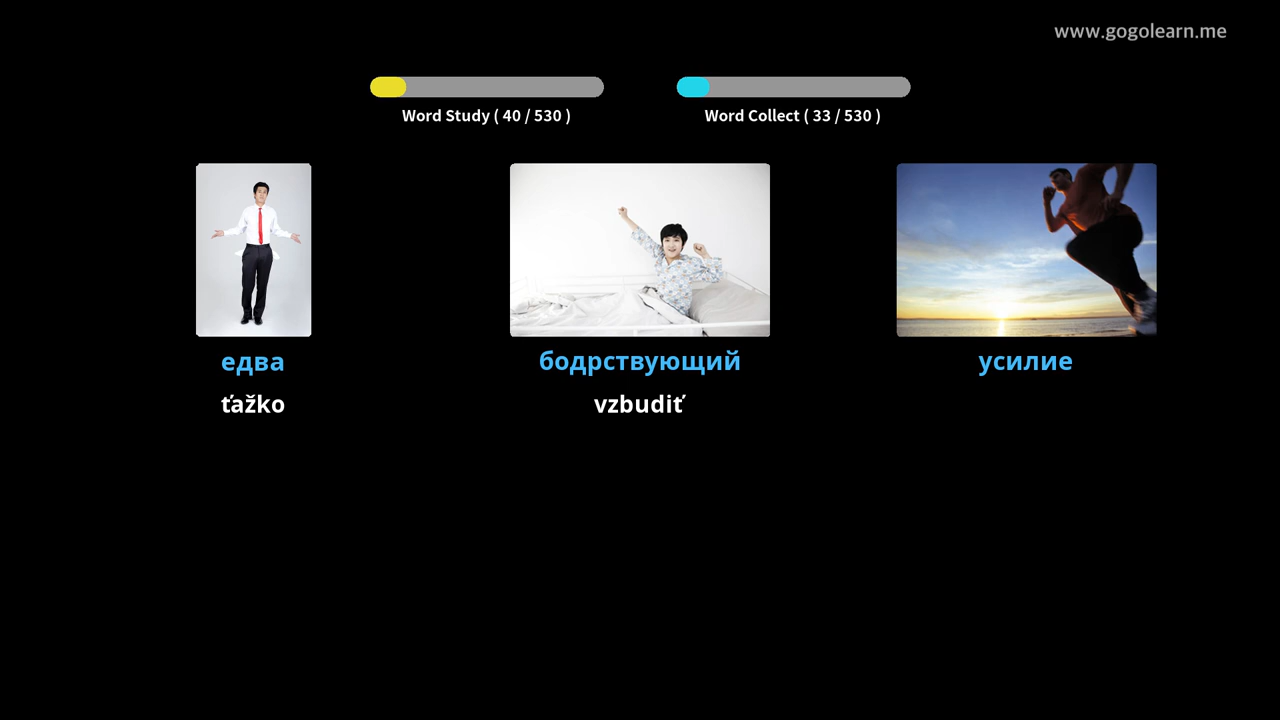 www.gogolearn.me
Word Study ( 40 / 530 )
Word Collect ( 33 / 530 )
едва
бодрствующий
усилие
ťažko
vzbudiť